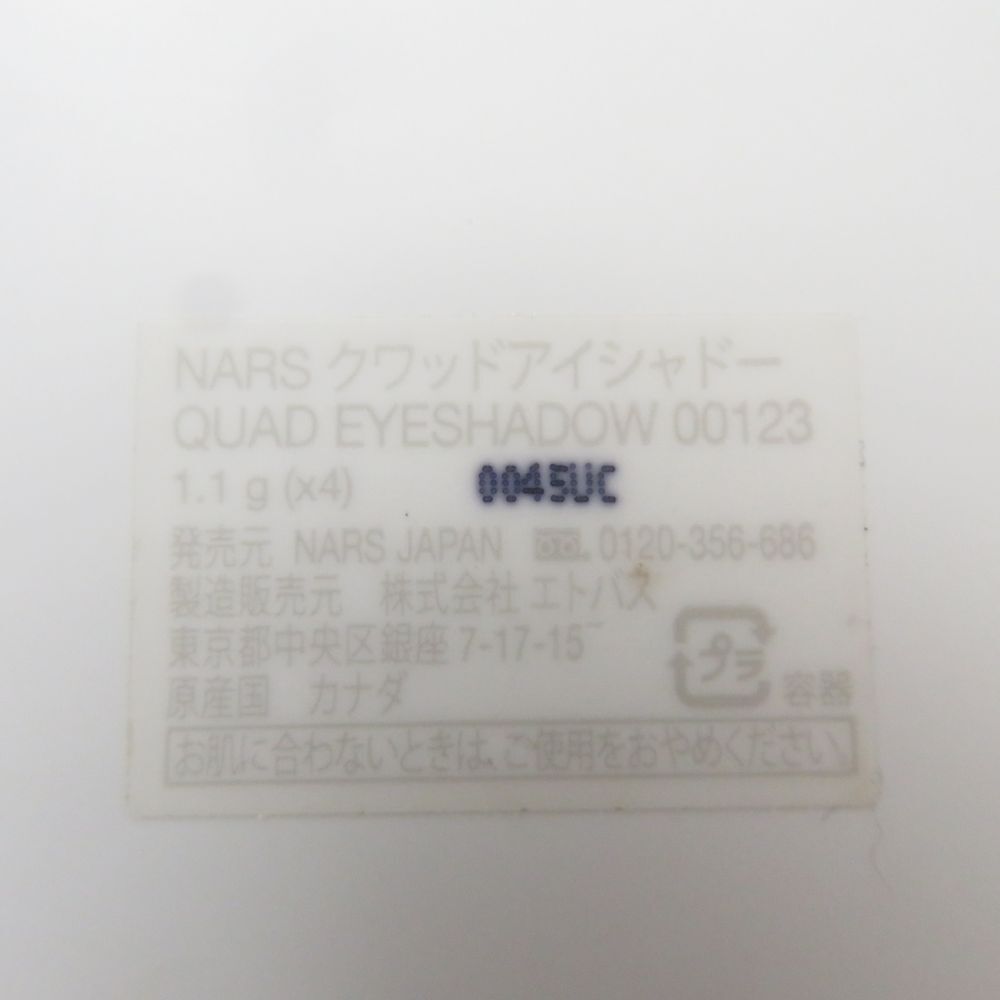 NARS クワッドアイシャドー
QUAD EYESHADOW 00123
1.1 g (x4) 0045UC
発売元 NARS JAPAN 0120-356-686
製造販売元 株式会社 エトバス
東京都中央区銀座 7-17-15
原産国 カナダ
プラ 容器
お肌に合わないときは、ご使用をおやめください